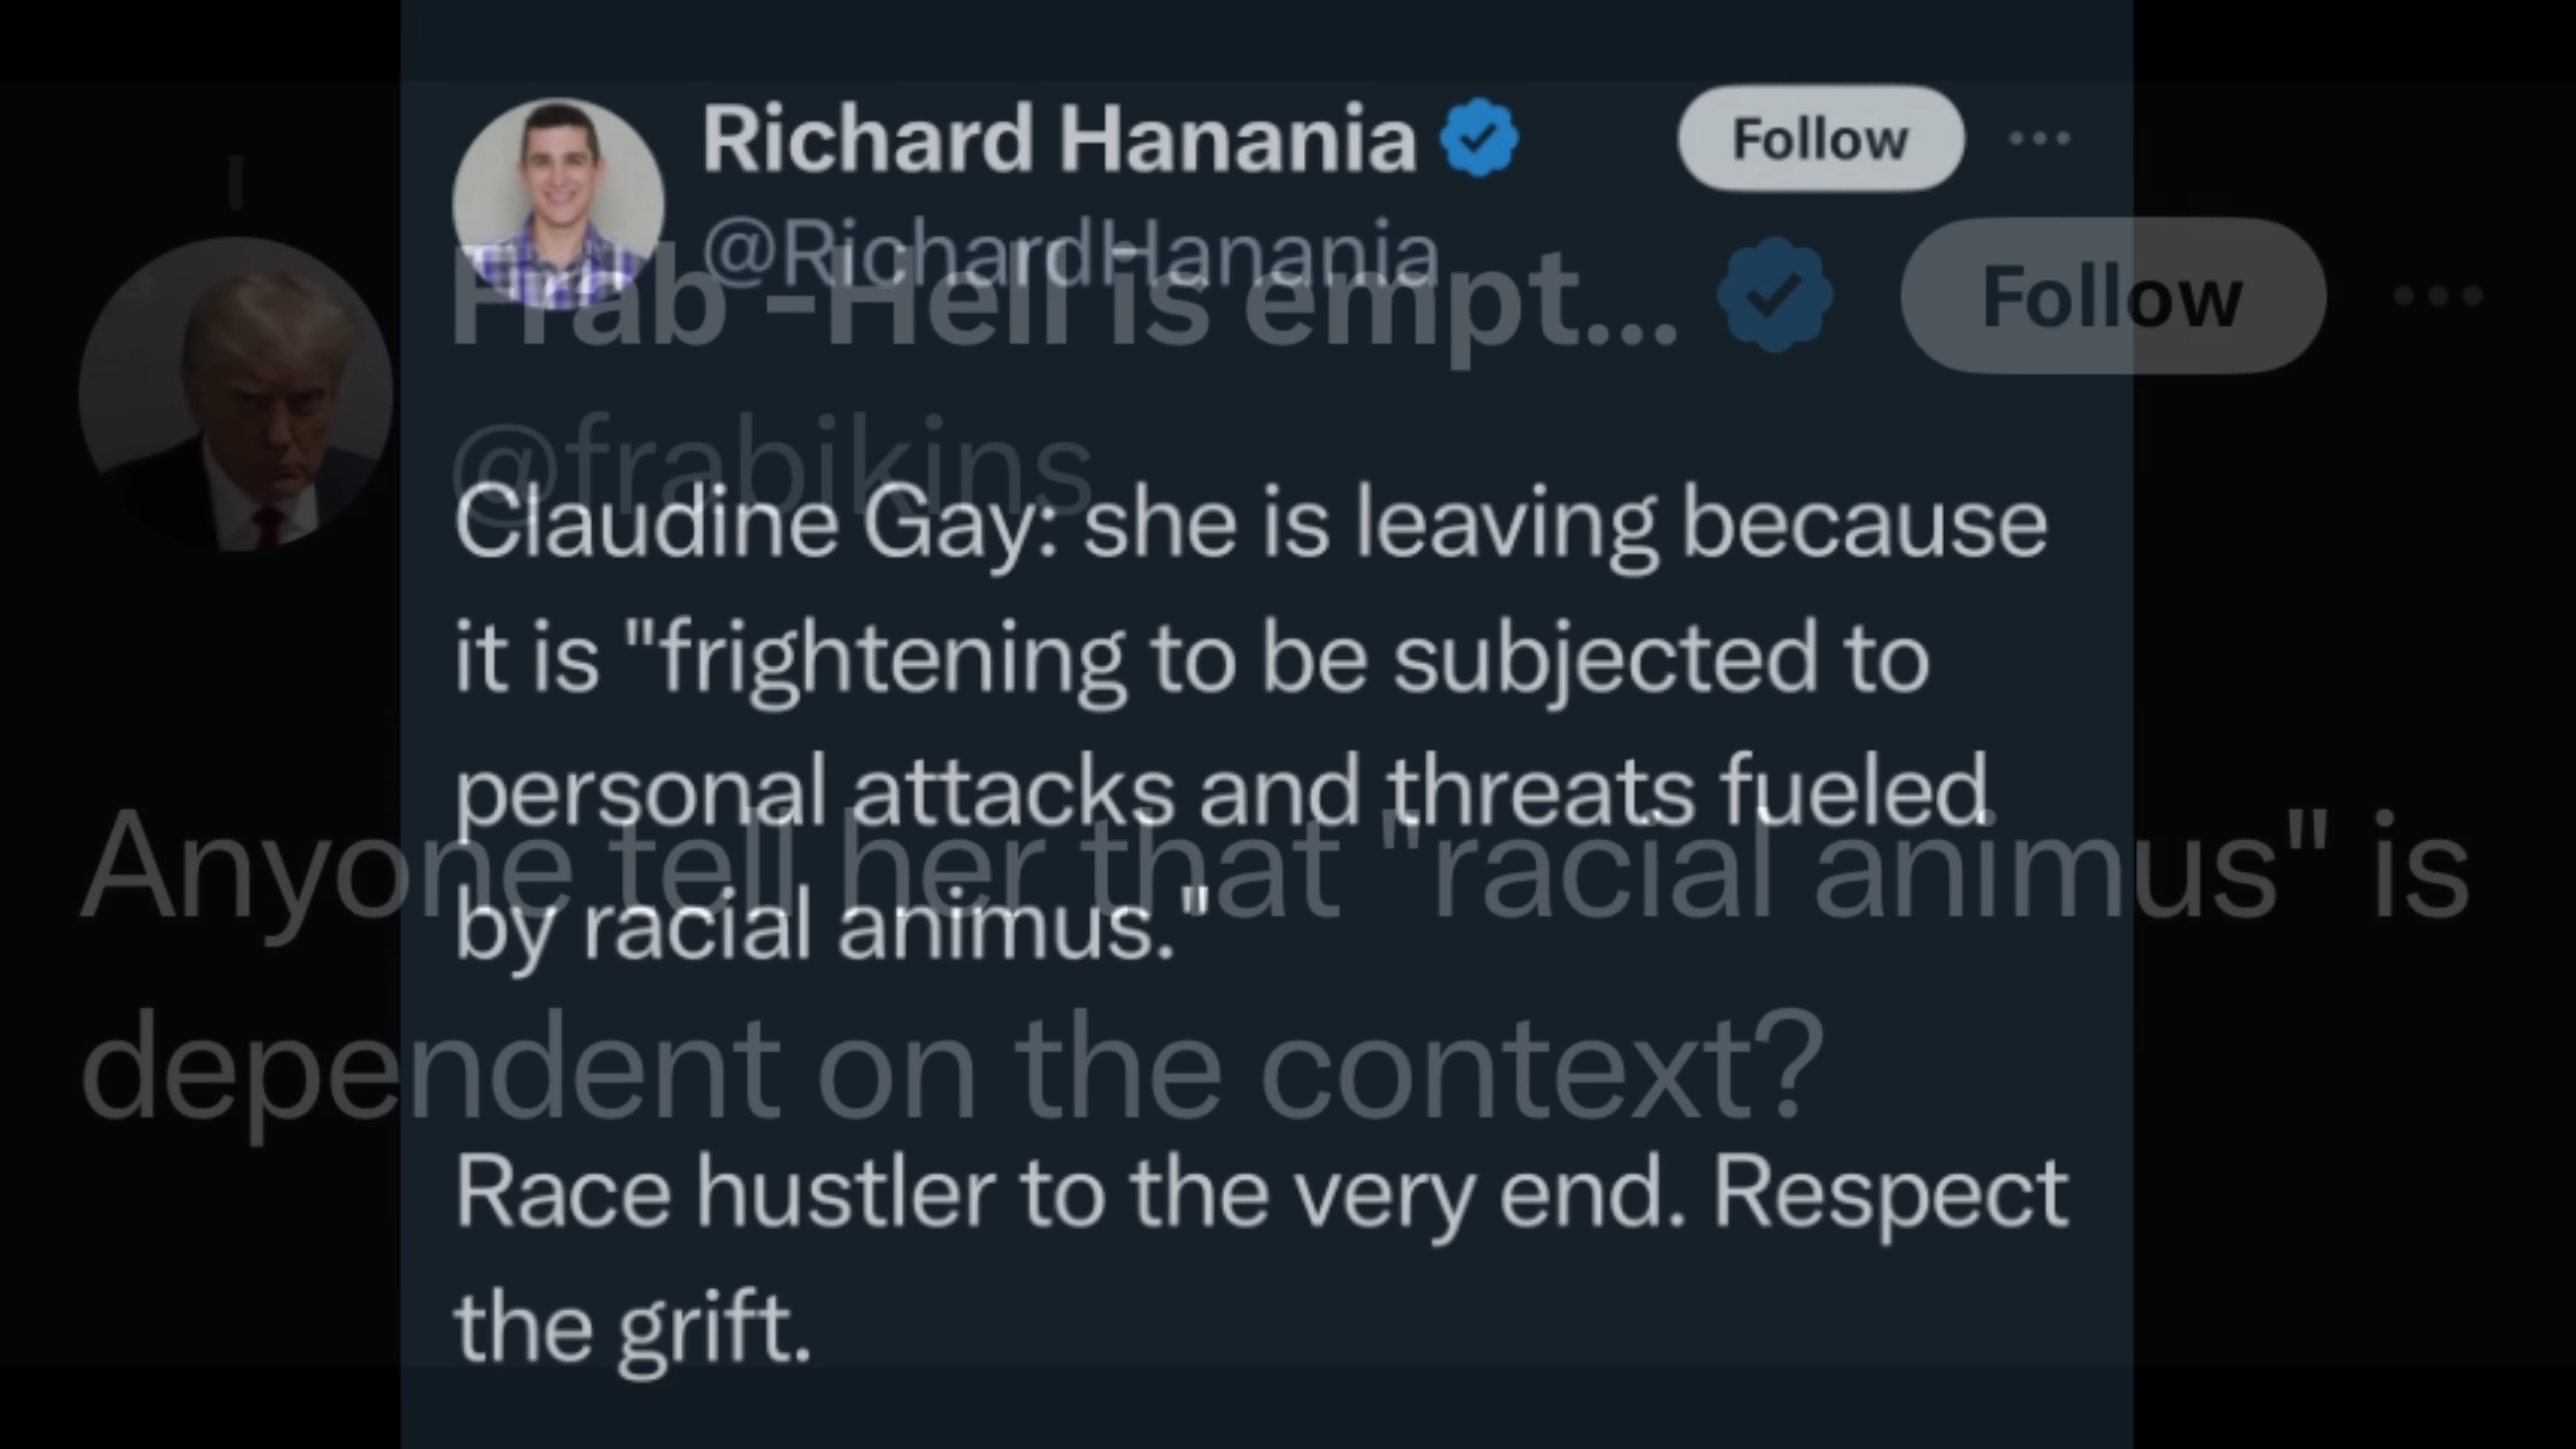 Richard Hanania
Follow
@RichardHanania
Claudine Gay: she is leaving because
it is "frightening to be subjected to
personal attacks and threats fueled
by racial animus."
Race hustler to the very end. Respect
the grift.
Frab -Hell is empt...
Follow
@frabikins
Anyone tell her that "racial animus" is
dependent on the context?